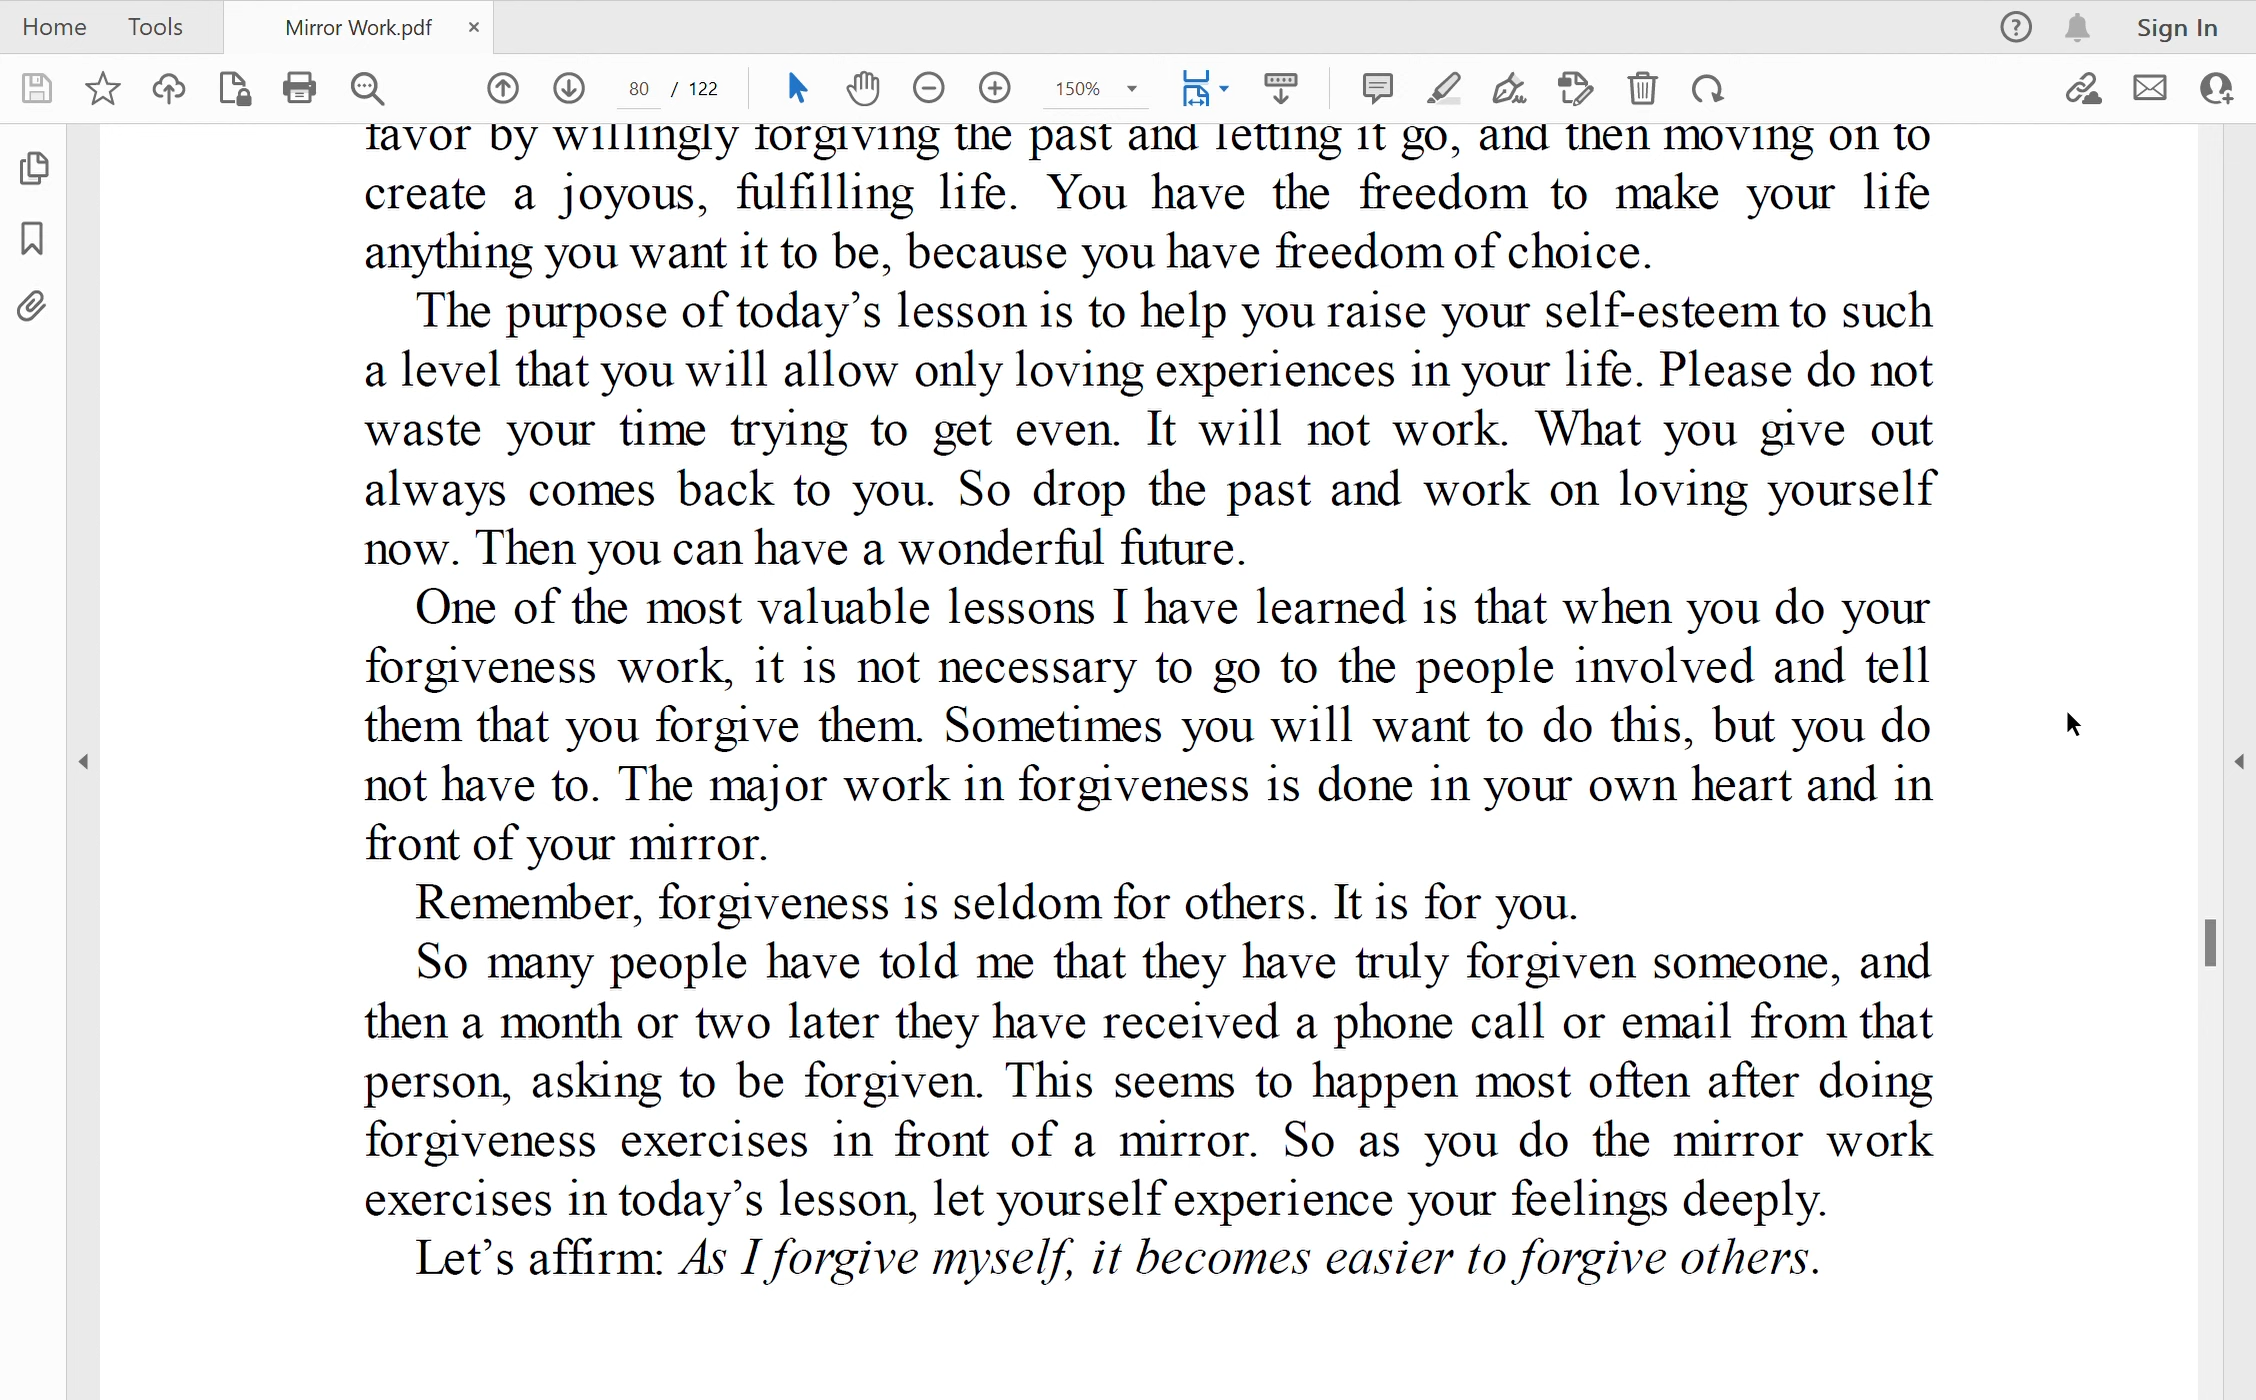 Home Tools Mirror Work.pdf × ? Sign In
80 / 122 150%
favor by willingly forgiving the past and letting it go, and then moving on to
create a joyous, fulfilling life. You have the freedom to make your life
anything you want it to be, because you have freedom of choice.
The purpose of today’s lesson is to help you raise your self-esteem to such
a level that you will allow only loving experiences in your life. Please do not
waste your time trying to get even. It will not work. What you give out
always comes back to you. So drop the past and work on loving yourself
now. Then you can have a wonderful future.
One of the most valuable lessons I have learned is that when you do your
forgiveness work, it is not necessary to go to the people involved and tell
them that you forgive them. Sometimes you will want to do this, but you do
not have to. The major work in forgiveness is done in your own heart and in
front of your mirror.
Remember, forgiveness is seldom for others. It is for you.
So many people have told me that they have truly forgiven someone, and
then a month or two later they have received a phone call or email from that
person, asking to be forgiven. This seems to happen most often after doing
forgiveness exercises in front of a mirror. So as you do the mirror work
exercises in today’s lesson, let yourself experience your feelings deeply.
Let’s affirm: As I forgive myself, it becomes easier to forgive others.